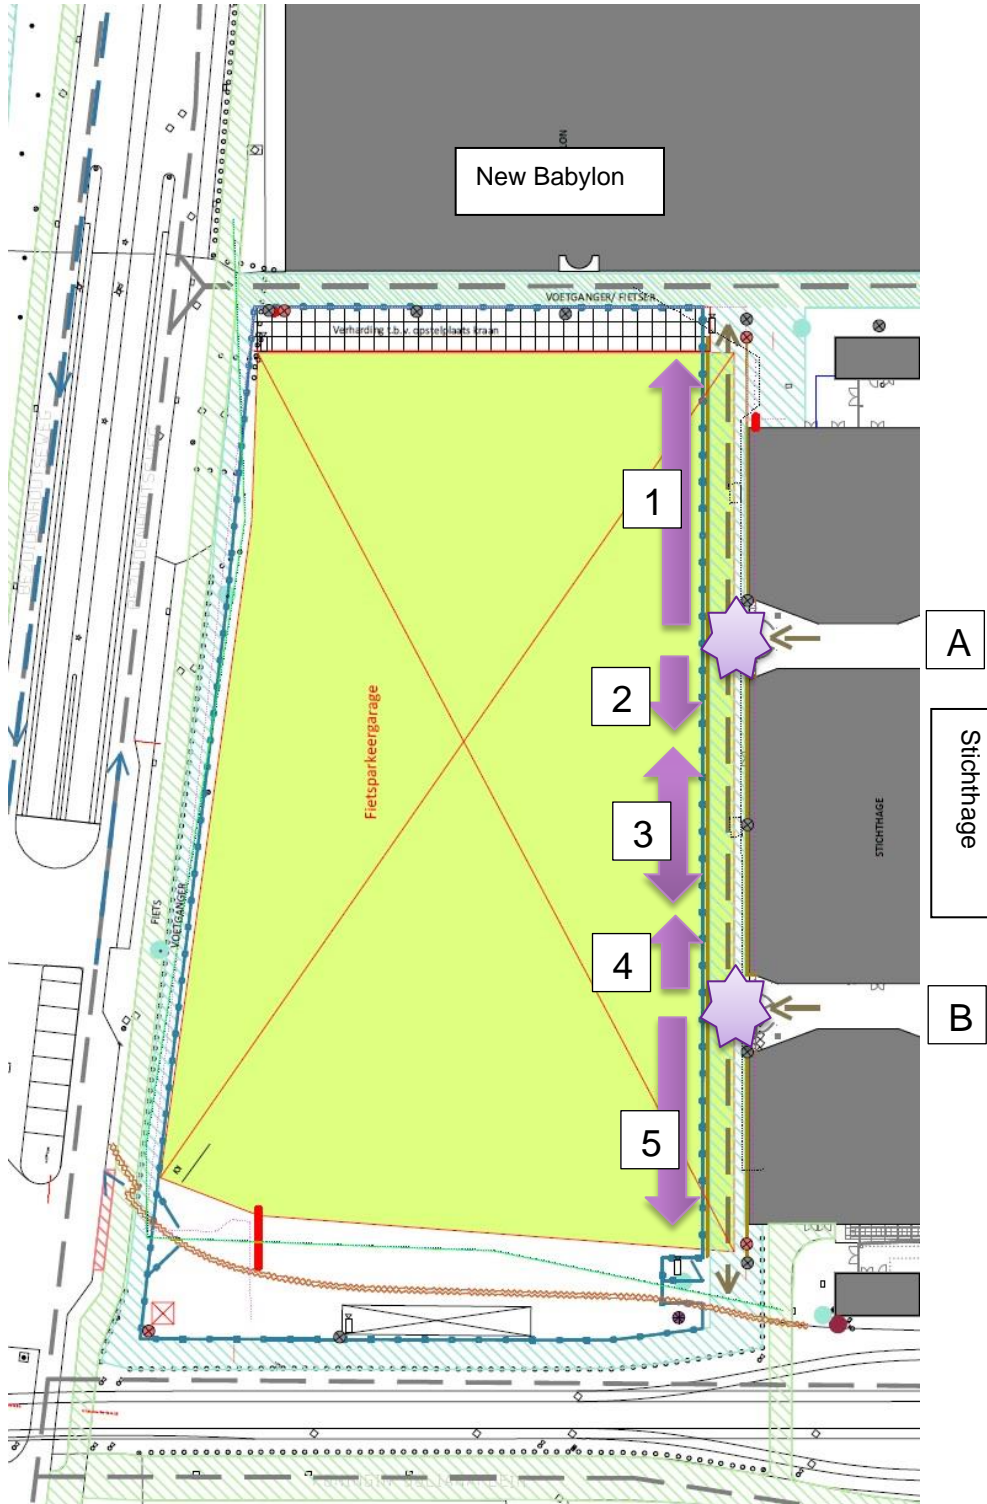 New Babylon
VOETGANGER/ FIETSER
Verharding t.b.v. opstelplaats kraan
1
A
2
Fietsparkeergarage
3
STICHTHAGE
Stichthage
FIETS
VOETGANGER
4
B
5